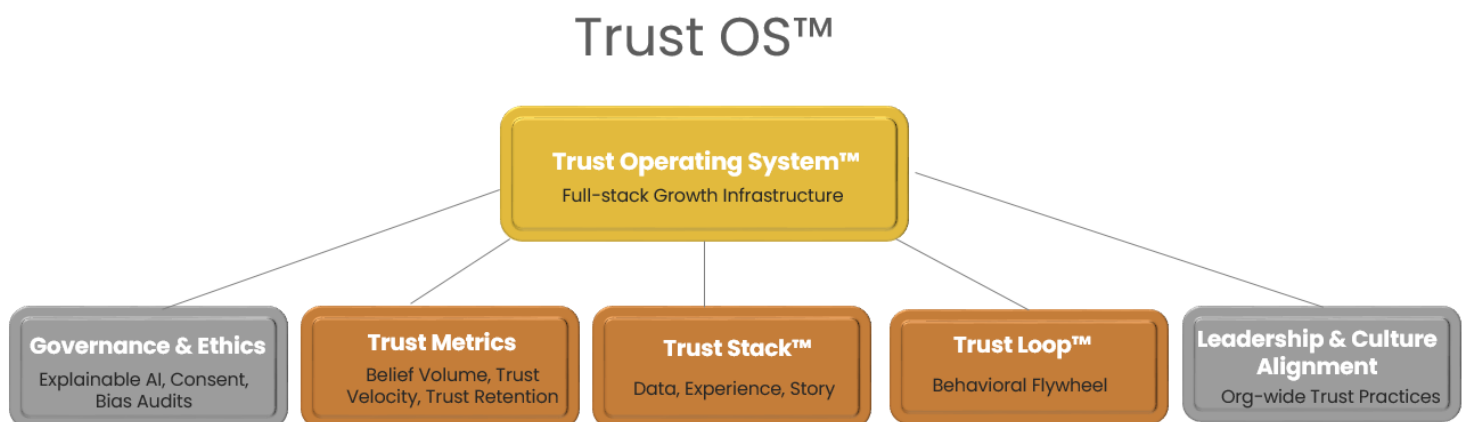 Trust OS™
Trust Operating System™
Full-stack Growth Infrastructure
Governance & Ethics
Explainable AI, Consent,
Bias Audits
Trust Metrics
Belief Volume, Trust
Velocity, Trust Retention
Trust Stack™
Data, Experience, Story
Trust Loop™
Behavioral Flywheel
Leadership & Culture
Alignment
Org-wide Trust Practices